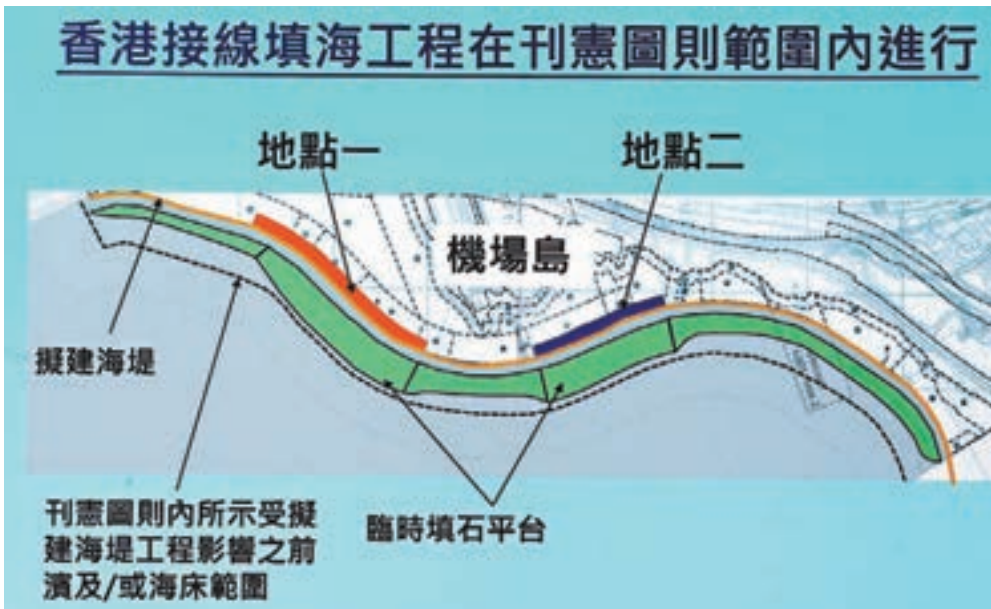 香港接線填海工程在刊憲圖則範圍內進行
地點一
地點二
機場島
擬建海堤
刊憲圖則內所示受擬
建海堤工程影響之前
濱及/或海床範圍
臨時填石平台